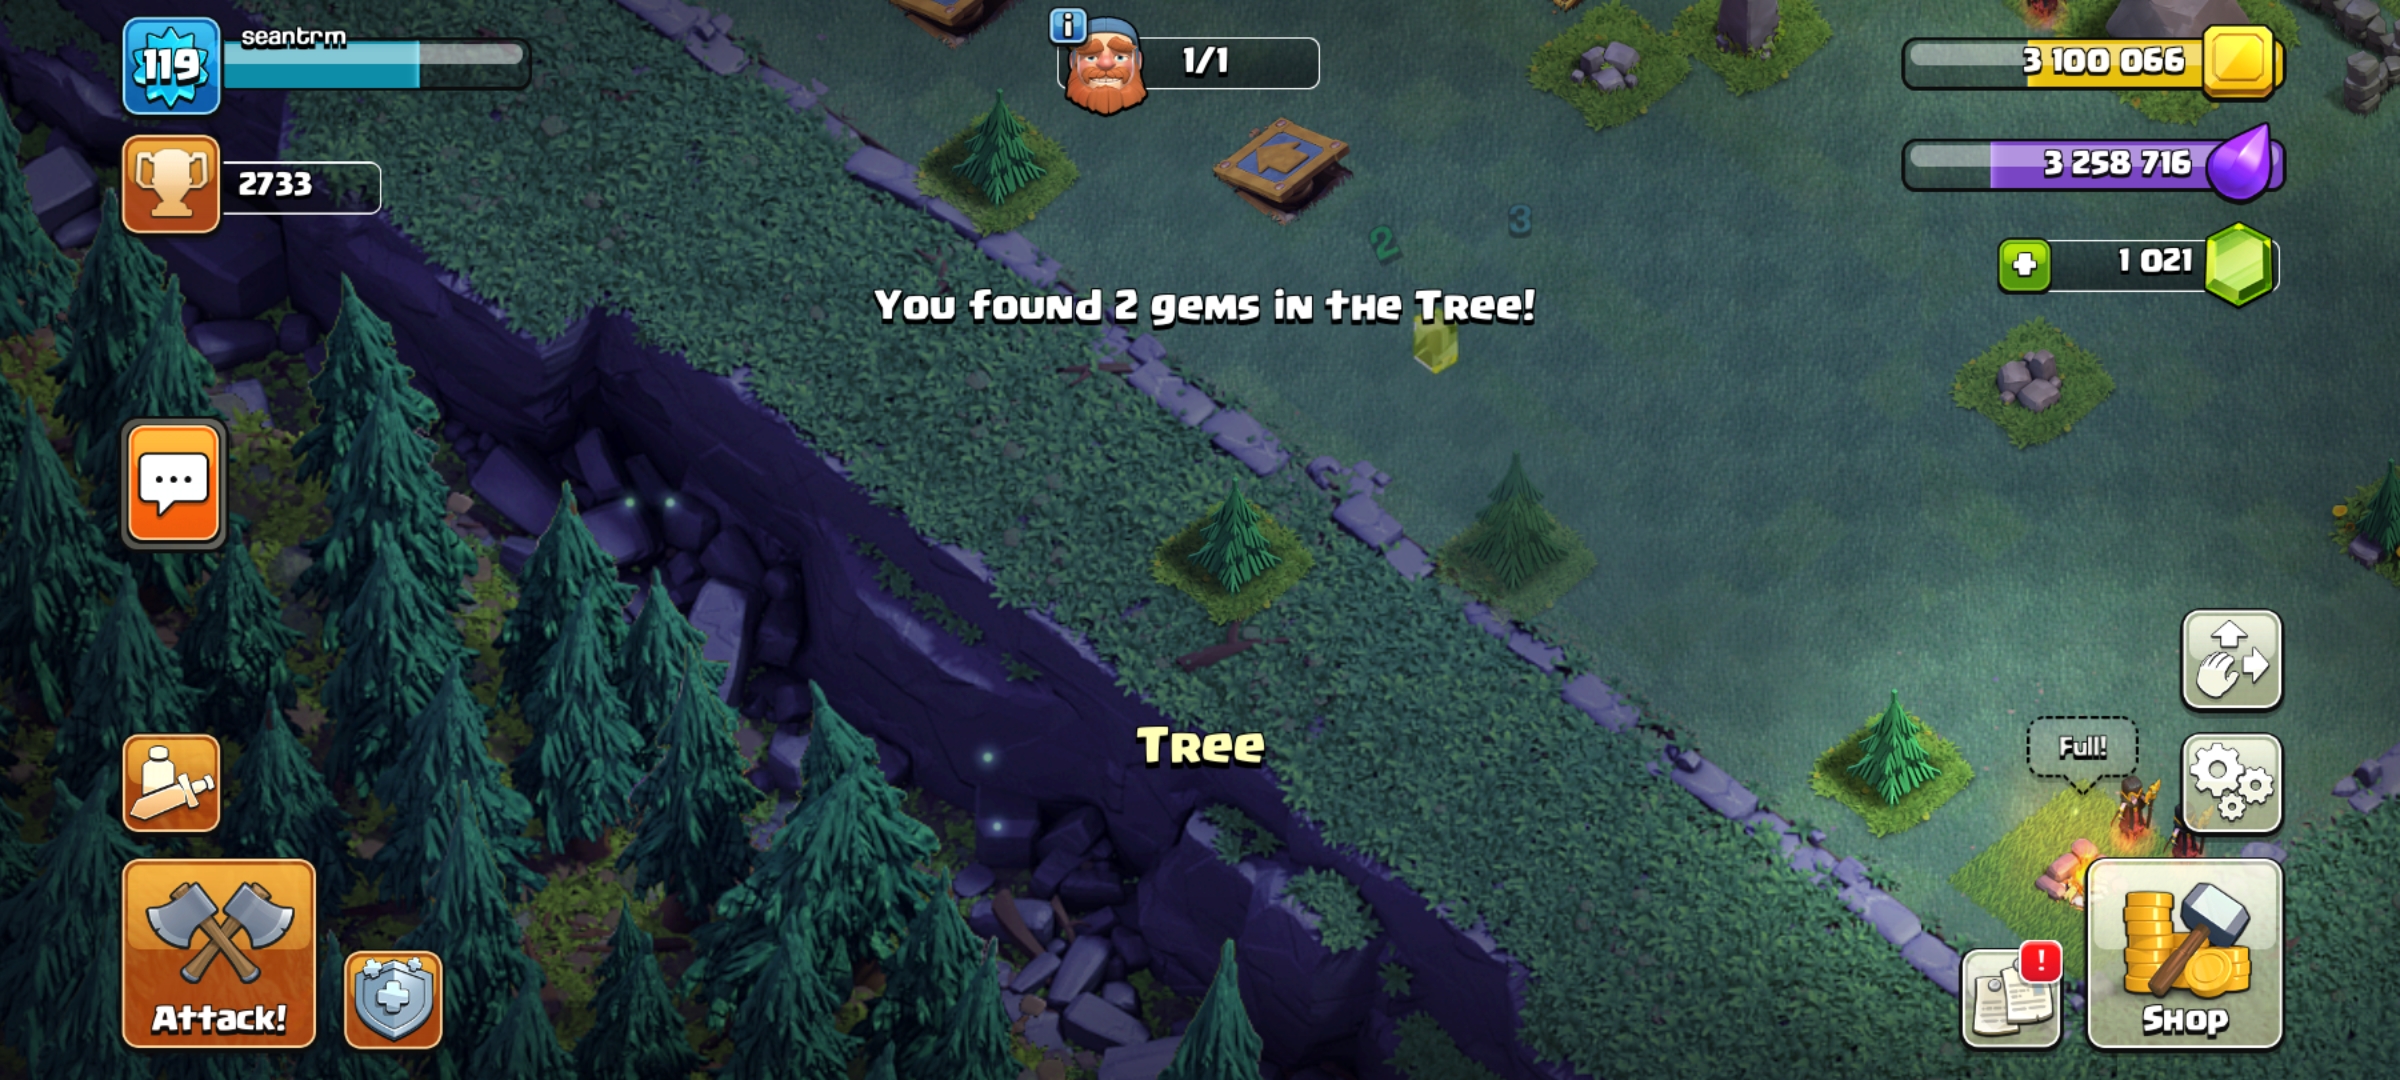 119
seantrm
i
1/1
3 100 066
2733
3 258 716
2
3
1 021
You found 2 gems in the Tree!
Tree
Full!
!
Attack!
Shop